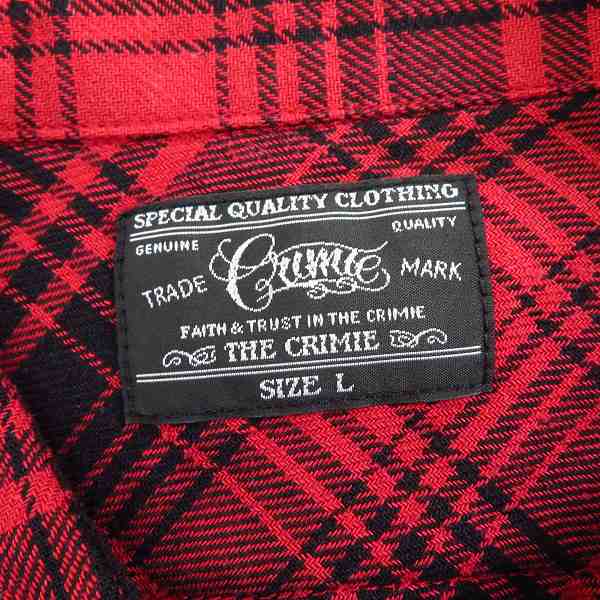 SPECIAL QUALITY CLOTHING
GENUINE QUALITY
TRADE Crimie MARK
FAITH & TRUST IN THE CRIMIE
THE CRIMIE
SIZE L